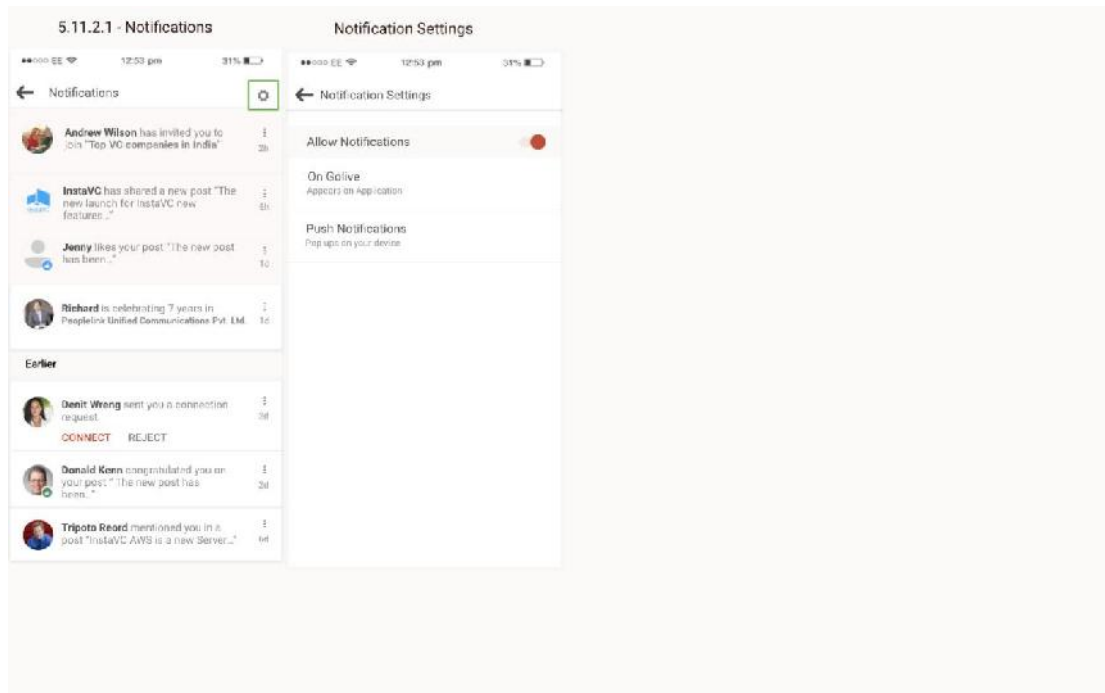 5.11.2.1 - Notifications
EE
12:53 pm
31%
Notifications
Andrew Wilson has invited you to
join "Top VC companies in India"
2h
InstaVC has shared a new post "The
new launch for InstaVC new
features..."
Jenny likes your post "The new post
has been..."
1d
Richard is celebrating 7 years in
Peoplelink Unified Communications Pvt. Ltd.
1d
Earlier
Denit Wrong sent you a connection
request
CONNECT REJECT
Donald Kenn congratulated you on
your post " The new post has
been.."
2d
Tripoto Reord mentioned you in a
post "InstaVC AWS is a new Server..."
Notification Settings
EE
12:53 pm
31%
Notification Settings
Allow Notifications
On Golive
Appears on Application
Push Notifications
Pop ups on your device